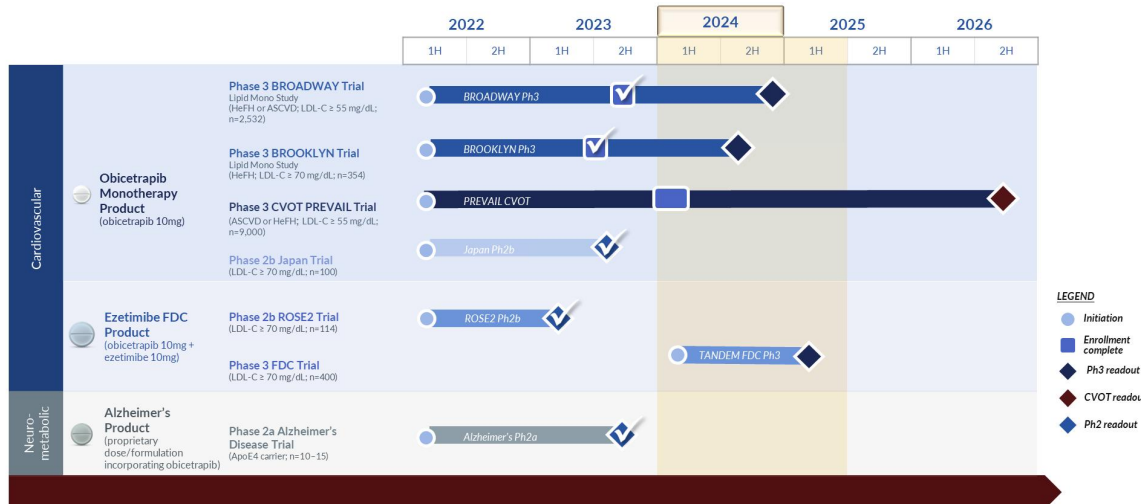 2022 2023 2024 2025 2026
1H 2H 1H 2H 1H 2H 1H 2H 1H 2H
Cardiovascular
Obicetrapib
Monotherapy
Product
(obicetrapib 10mg)
Phase 3 BROADWAY Trial
Lipid Mono Study
(HeFH or ASCVD; LDL-C ≥ 55 mg/dL;
n=2,532)
BROADWAY Ph3
Phase 3 BROOKLYN Trial
Lipid Mono Study
(HeFH; LDL-C ≥ 70 mg/dL; n=354)
BROOKLYN Ph3
Phase 3 CVOT PREVAIL Trial
(ASCVD or HeFH; LDL-C ≥ 55 mg/dL;
n=9,000)
PREVAIL CVOT
Phase 2b Japan Trial
(LDL-C ≥ 70 mg/dL; n=100)
Japan Ph2b
Ezetimibe FDC
Product
(obicetrapib 10mg +
ezetimibe 10mg)
Phase 2b ROSE2 Trial
(LDL-C ≥ 70 mg/dL; n=114)
ROSE2 Ph2b
Phase 3 FDC Trial
(LDL-C ≥ 70 mg/dL; n=400)
TANDEM FDC Ph3
Neuro-
metabolic
Alzheimer's
Product
(proprietary
dose/formulation
incorporating obicetrapib)
Phase 2a Alzheimer's
Disease Trial
(ApoE4 carrier; n=10–15)
Alzheimer's Ph2a
LEGEND
Initiation
Enrollment
complete
Ph3 readout
CVOT readou
Ph2 readout